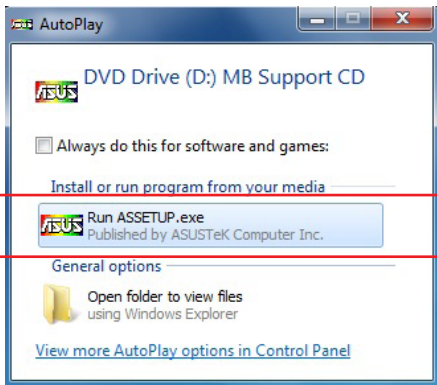 AutoPlay
ASUS DVD Drive (D:) MB Support CD
Always do this for software and games:
Install or run program from your media
ASUS Run ASSETUP.exe
Published by ASUSTeK Computer Inc.
General options
Open folder to view files
using Windows Explorer
View more AutoPlay options in Control Panel